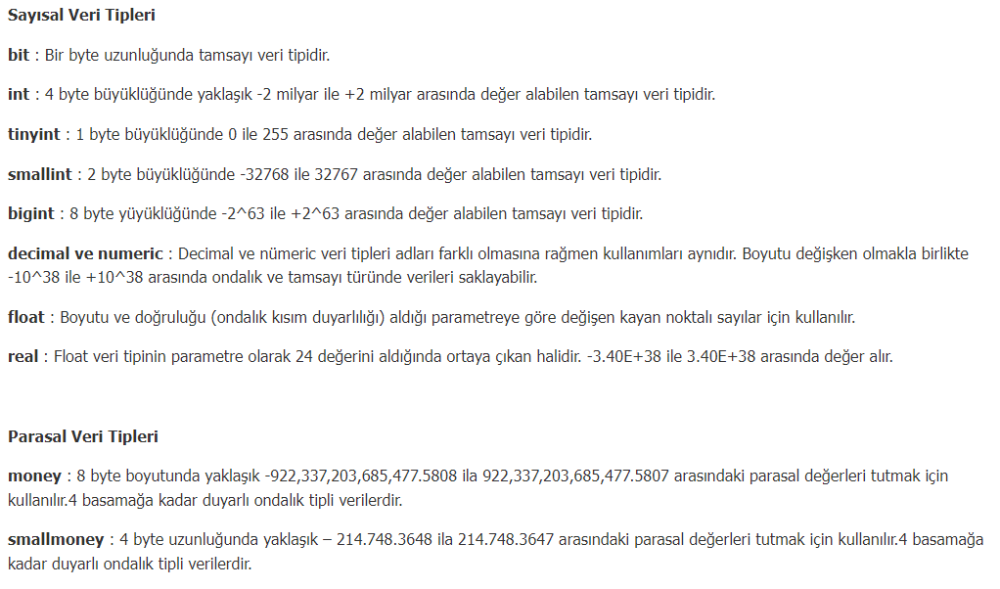 Sayısal Veri Tipleri
bit : Bir byte uzunluğunda tamsayı veri tipidir.
int : 4 byte büyüklüğünde yaklaşık -2 milyar ile +2 milyar arasında değer alabilen tamsayı veri tipidir.
tinyint : 1 byte büyüklüğünde 0 ile 255 arasında değer alabilen tamsayı veri tipidir.
smallint : 2 byte büyüklüğünde -32768 ile 32767 arasında değer alabilen tamsayı veri tipidir.
bigint : 8 byte yüyüklüğünde -2^63 ile +2^63 arasında değer alabilen tamsayı veri tipidir.
decimal ve numeric : Decimal ve nümeric veri tipleri adları farklı olmasına rağmen kullanımları aynıdır. Boyutu değişken olmakla birlikte
-10^38 ile +10^38 arasında ondalık ve tamsayı türünde verileri saklayabilir.
float : Boyutu ve doğruluğu (ondalık kısım duyarlılığı) aldığı parametreye göre değişen kayan noktalı sayılar için kullanılır.
real : Float veri tipinin parametre olarak 24 değerini aldığında ortaya çıkan halidir. -3.40E+38 ile 3.40E+38 arasında değer alır.
Parasal Veri Tipleri
money : 8 byte boyutunda yaklaşık -922,337,203,685,477.5808 ila 922,337,203,685,477.5807 arasındaki parasal değerleri tutmak için
kullanılır.4 basamağa kadar duyarlı ondalık tipli verilerdir.
smallmoney : 4 byte uzunluğunda yaklaşık – 214.748.3648 ila 214.748.3647 arasındaki parasal değerleri tutmak için kullanılır.4 basamağa
kadar duyarlı ondalık tipli verilerdir.